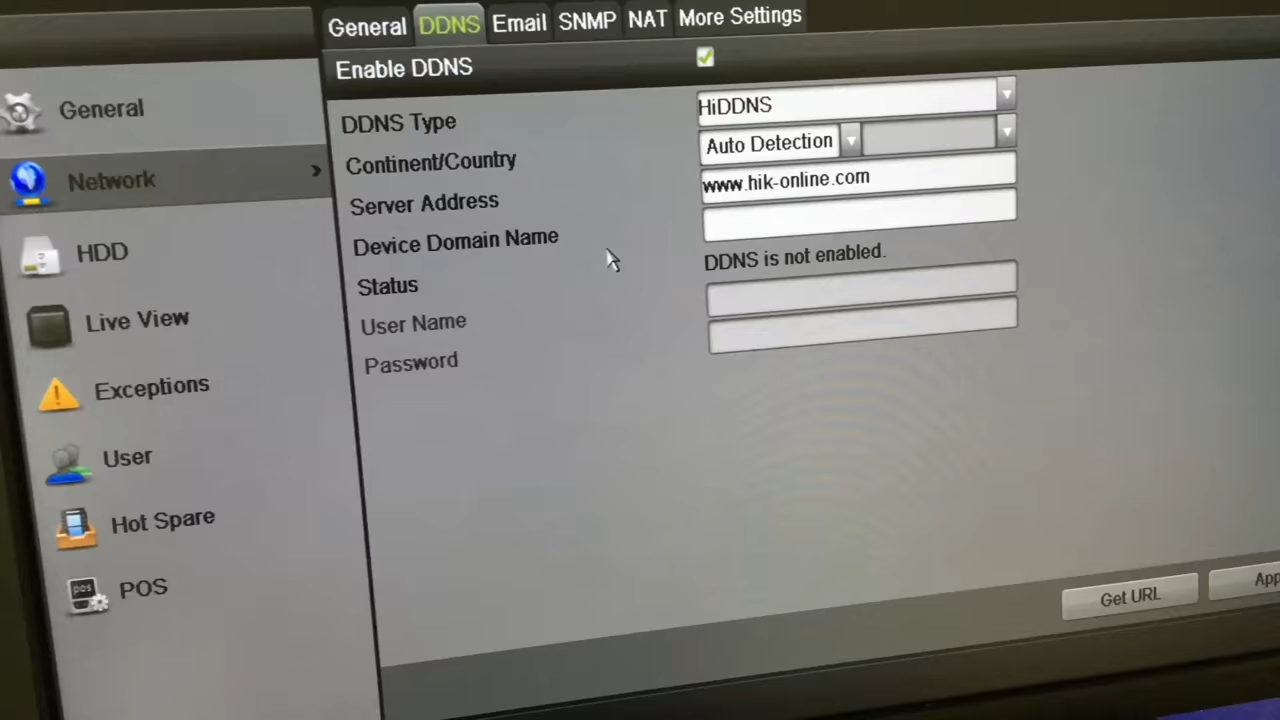 General DDNS Email SNMP NAT More Settings
Enable DDNS
DDNS Type HiDDNS
Continent/Country Auto Detection
Server Address www.hik-online.com
Device Domain Name
Status DDNS is not enabled.
User Name
Password
General
Network
HDD
Live View
Exceptions
User
Hot Spare
POS
pos
Get URL
App